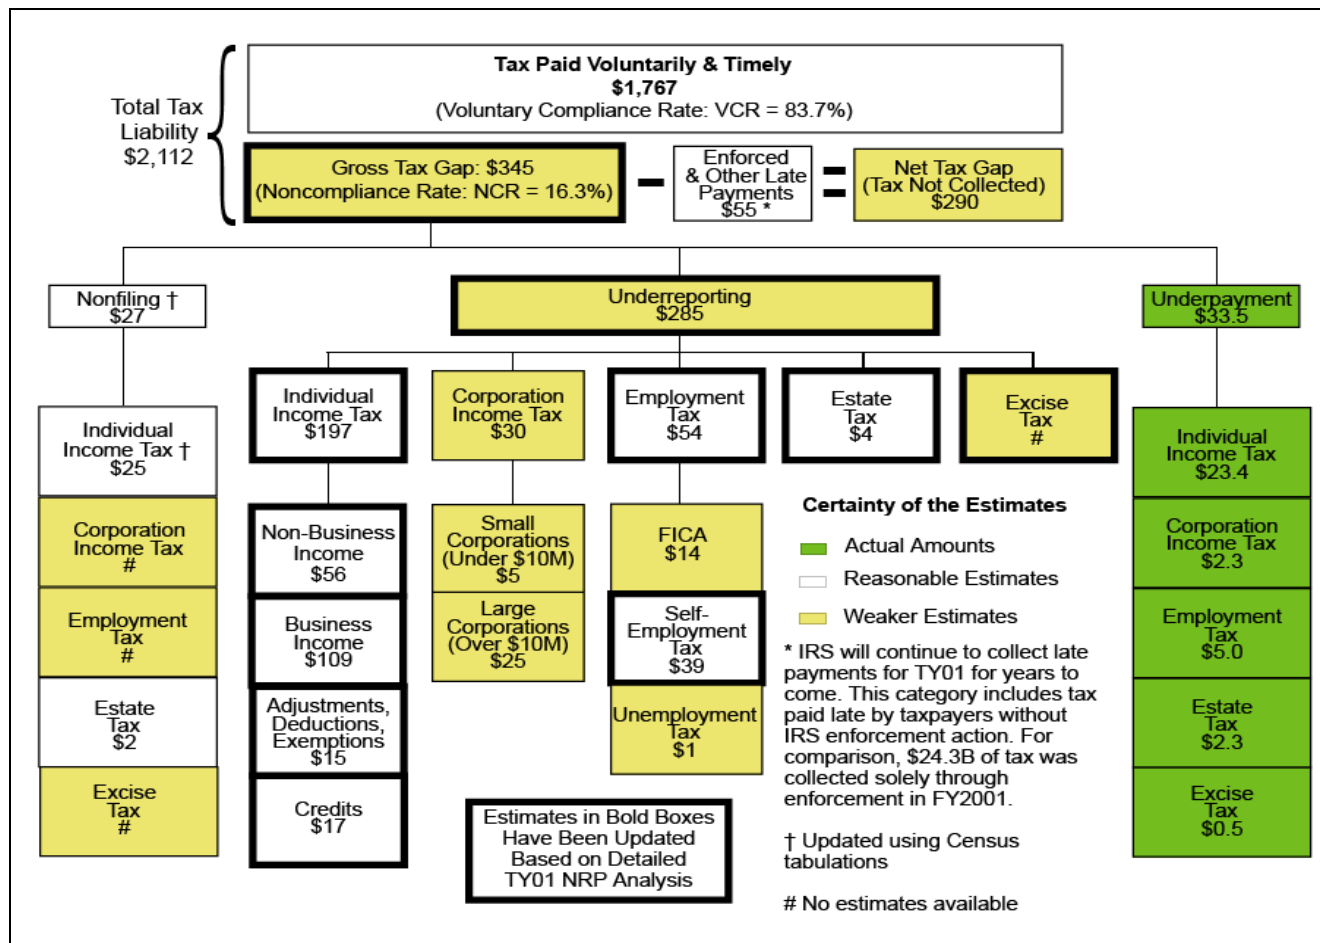 Tax Paid Voluntarily & Timely
$1,767
(Voluntary Compliance Rate: VCR = 83.7%)
Total Tax
Liability
$2,112
Gross Tax Gap: $345
(Noncompliance Rate: NCR = 16.3%)
Enforced
& Other Late
Payments
$55 *
Net Tax Gap
(Tax Not Collected)
$290
Nonfiling †
$27
Underreporting
$285
Underpayment
$33.5
Individual
Income Tax †
$25
Corporation
Income Tax
#
Employment
Tax
#
Estate
Tax
$2
Excise
Tax
#
Individual
Income Tax
$197
Non-Business
Income
$56
Business
Income
$109
Adjustments,
Deductions,
Exemptions
$15
Credits
$17
Corporation
Income Tax
$30
Small
Corporations
(Under $10M)
$5
Large
Corporations
(Over $10M)
$25
Employment
Tax
$54
FICA
$14
Self-
Employment
Tax
$39
Unemployment
Tax
$1
Estate
Tax
$4
Excise
Tax
#
Individual
Income Tax
$23.4
Corporation
Income Tax
$2.3
Employment
Tax
$5.0
Estate
Tax
$2.3
Excise
Tax
$0.5
Certainty of the Estimates
Actual Amounts
Reasonable Estimates
Weaker Estimates
* IRS will continue to collect late
payments for TY01 for years to
come. This category includes tax
paid late by taxpayers without
IRS enforcement action. For
comparison, $24.3B of tax was
collected solely through
enforcement in FY2001.
† Updated using Census
tabulations
# No estimates available
Estimates in Bold Boxes
Have Been Updated
Based on Detailed
TY01 NRP Analysis